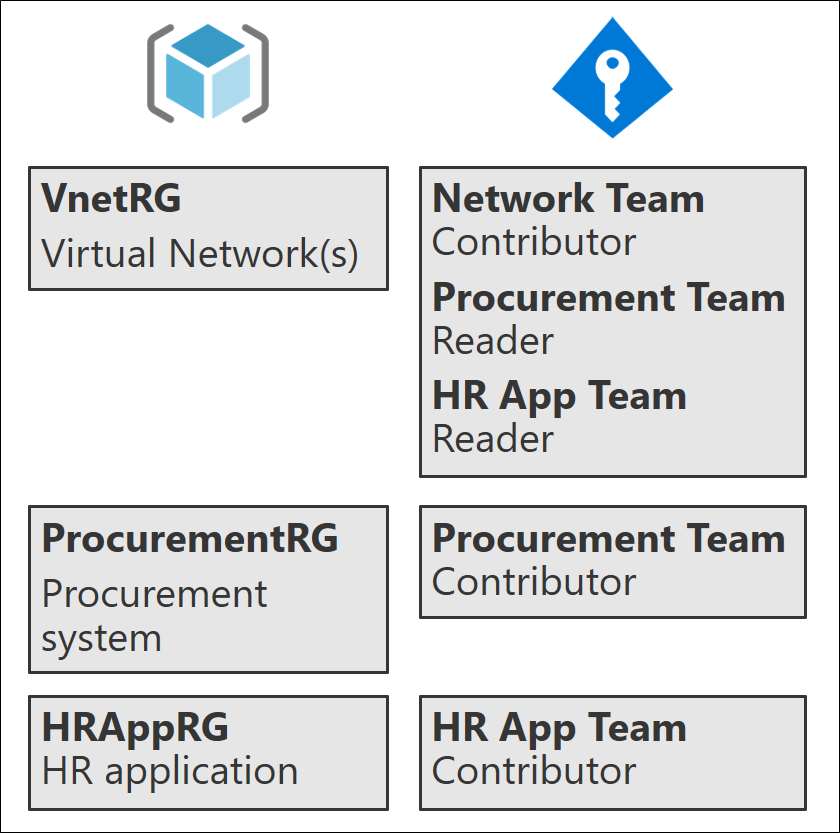 VnetRG
Virtual Network(s)
Network Team
Contributor
Procurement Team
Reader
HR App Team
Reader
ProcurementRG
Procurement
system
Procurement Team
Contributor
HRAppRG
HR application
HR App Team
Contributor